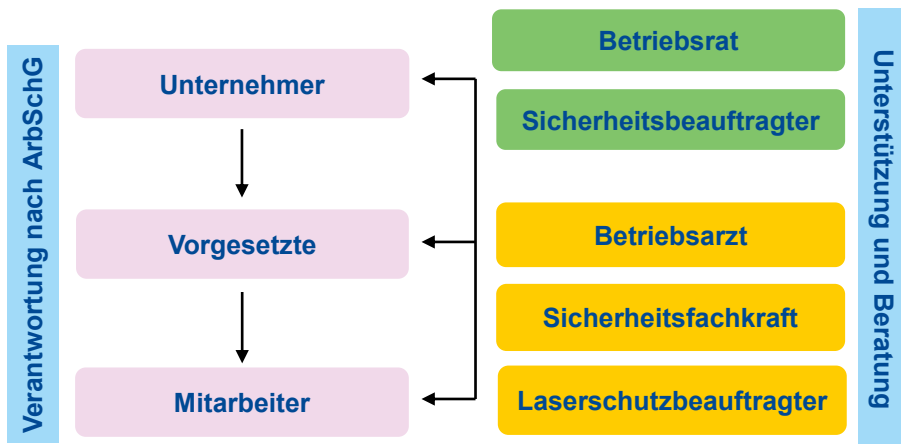 Verantwortung nach ArbSchG
Unternehmer
Vorgesetzte
Mitarbeiter
Betriebsrat
Sicherheitsbeauftragter
Betriebsarzt
Sicherheitsfachkraft
Laserschutzbeauftragter
Unterstützung und Beratung